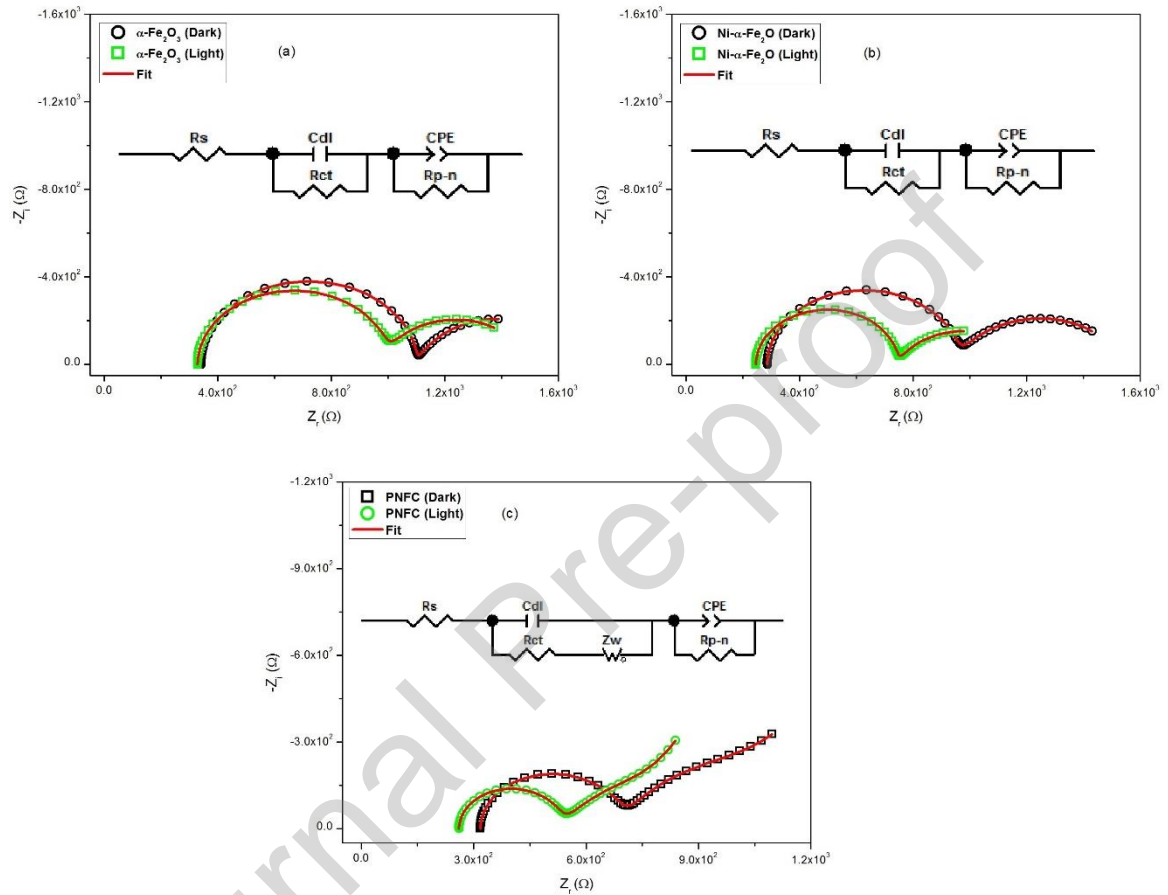 -1.6x10³
α-Fe₂O₃ (Dark)
α-Fe₂O₃ (Light)
Fit
(a)
-1.2x10³
Rs
Cdl
CPE
Rct
Rp-n
-Zᵢ (Ω)
-8.0x10²
-4.0x10²
0.0
0.0
4.0x10²
8.0x10²
1.2x10³
1.6x10³
Zᵣ (Ω)
-1.6x10³
Ni-α-Fe₂O (Dark)
Ni-α-Fe₂O (Light)
Fit
(b)
-1.2x10³
Rs
Cdl
CPE
Rct
Rp-n
-Zᵢ (Ω)
-8.0x10²
-4.0x10²
0.0
0.0
4.0x10²
8.0x10²
1.2x10³
1.6x10³
Zᵣ (Ω)
-1.2x10³
PNFC (Dark)
PNFC (Light)
Fit
(c)
-9.0x10²
Rs
Cdl
CPE
Rct
Zw
Rp-n
-Zᵢ (Ω)
-6.0x10²
-3.0x10²
0.0
0.0
3.0x10²
6.0x10²
9.0x10²
1.2x10³
Zᵣ (Ω)
rnal Pre-proof